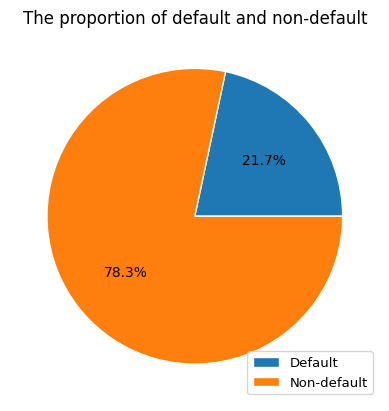 The proportion of default and non-default
21.7%
78.3%
Default
Non-default